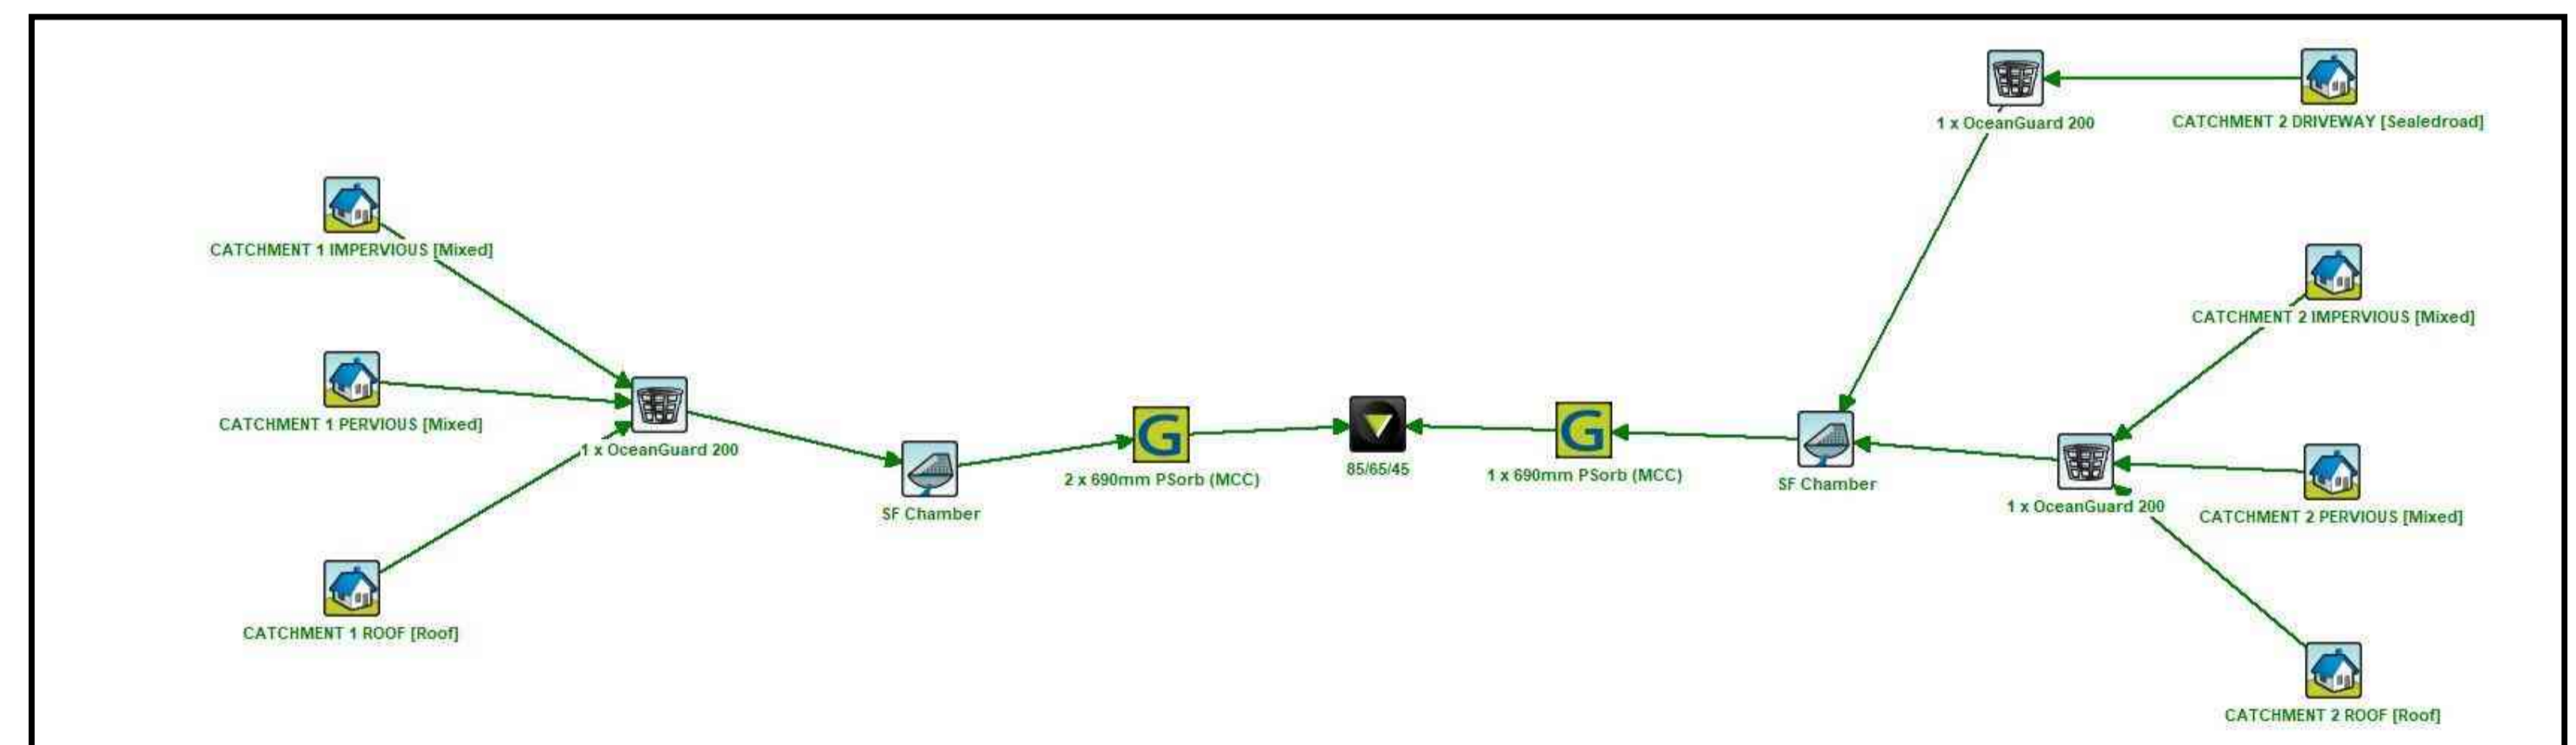 1 x OceanGuard 200
CATCHMENT 2 DRIVEWAY [Sealedroad]
CATCHMENT 1 IMPERVIOUS [Mixed]
CATCHMENT 2 IMPERVIOUS [Mixed]
CATCHMENT 1 PERVIOUS [Mixed]
1 x OceanGuard 200
G
2 x 690mm PSorb (MCC)
85/65/45
G
1 x 690mm PSorb (MCC)
SF Chamber
SF Chamber
1 x OceanGuard 200
CATCHMENT 2 PERVIOUS [Mixed]
CATCHMENT 1 ROOF [Roof]
CATCHMENT 2 ROOF [Roof]